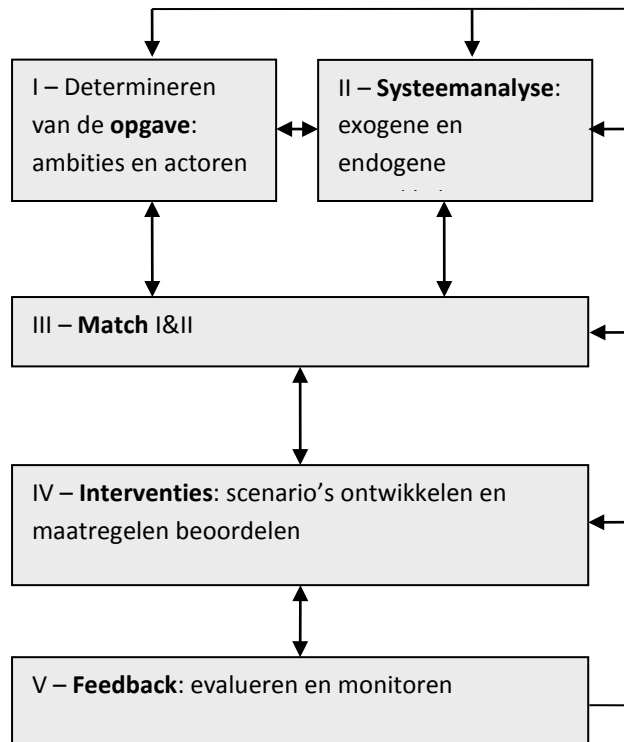 I – Determineren
van de opgave:
ambities en actoren
II – Systeemanalyse:
exogene en
endogene
III – Match I&II
IV – Interventies: scenario’s ontwikkelen en
maatregelen beoordelen
V – Feedback: evalueren en monitoren